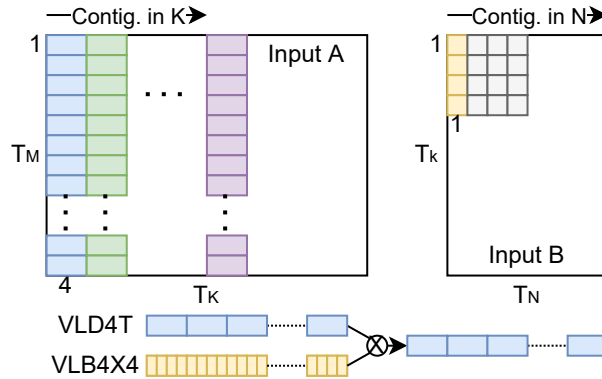 Contig. in K
Contig. in N
1
Input A
1
TM
1
Tk
4
Input B
TK
TN
VLD4T
VLB4X4